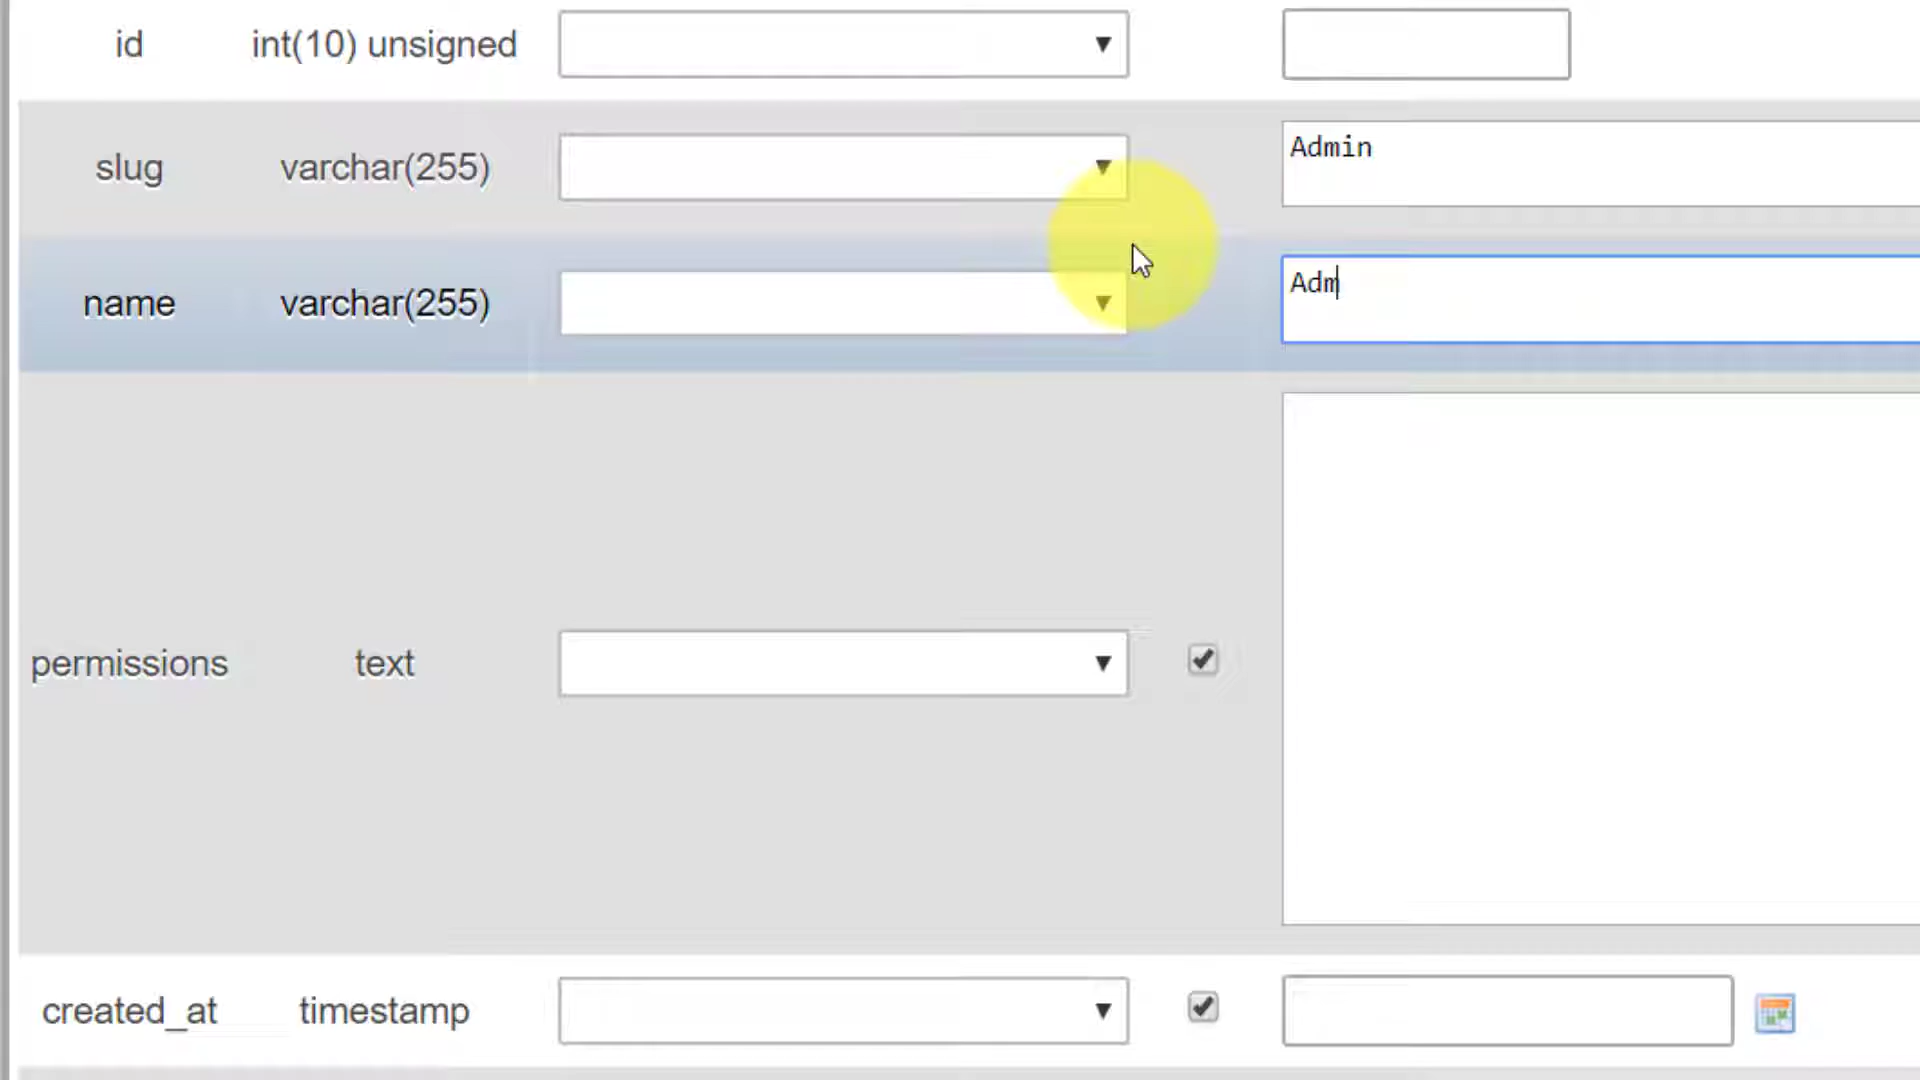 id int(10) unsigned
slug varchar(255) Admin
name varchar(255) Adm
permissions text
created_at timestamp